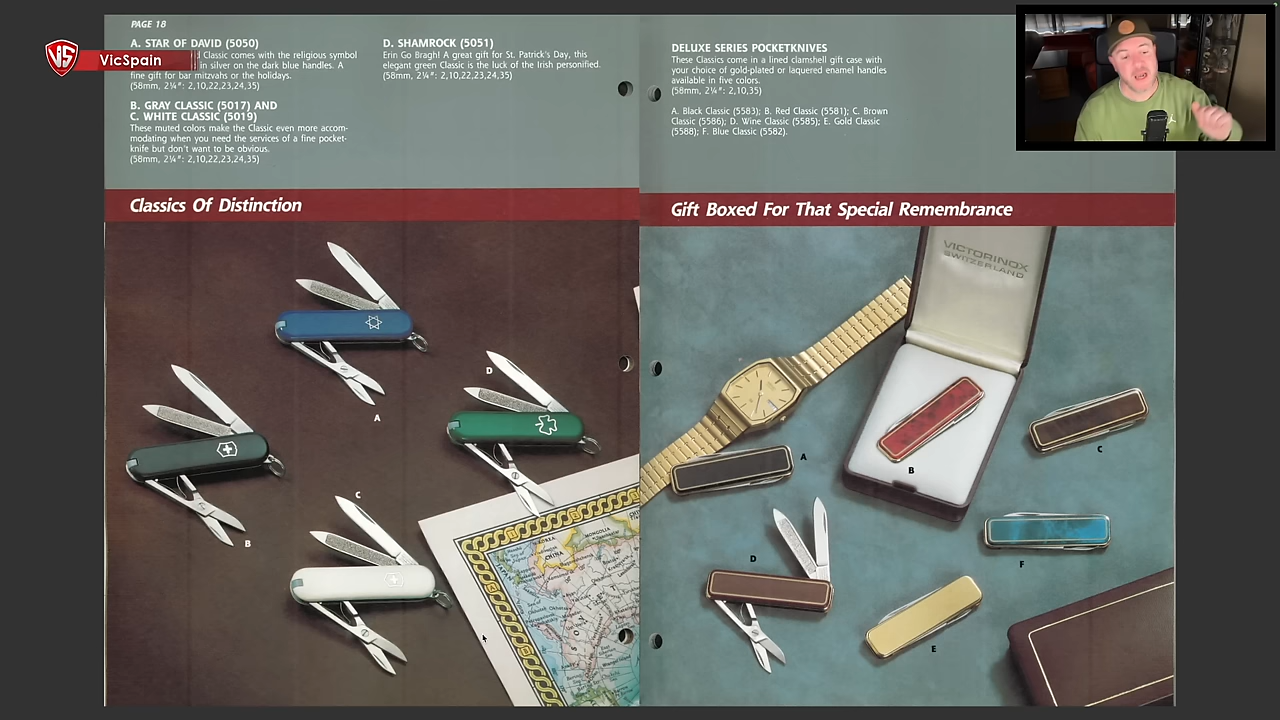 PAGE 18
A. STAR OF DAVID (5050)
Classic comes with the religious symbol
in silver on the dark blue handles. A
fine gift for bar mitzvahs or the holidays.
(58mm, 2¼": 2,10,22,23,24,35)
B. GRAY CLASSIC (5017) AND
C. WHITE CLASSIC (5019)
These muted colors make the Classic even more accom-
modating when you need the services of a fine pocket-
knife but don't want to be obvious.
(58mm, 2¼": 2,10,22,23,24,35)
D. SHAMROCK (5051)
Erin Go Bragh! A great gift for St. Patrick's Day, this
elegant green Classic is the luck of the Irish personified.
(58mm, 2¼": 2,10,22,23,24,35)
VS VicSpain
DELUXE SERIES POCKETKNIVES
These Classics come in a lined clamshell gift case with
your choice of gold-plated or laquered enamel handles
available in five colors.
(58mm, 2¼": 2,10,35)
A. Black Classic (5583); B. Red Classic (5581); C. Brown
Classic (5586); D. Wine Classic (5585); E. Gold Classic
(5588); F. Blue Classic (5582).
Classics Of Distinction
Gift Boxed For That Special Remembrance
A
B
C
D
VICTORINOX
SWITZERLAND
A
B
C
D
E
F
MONGOLIA
CHINA
KOREA